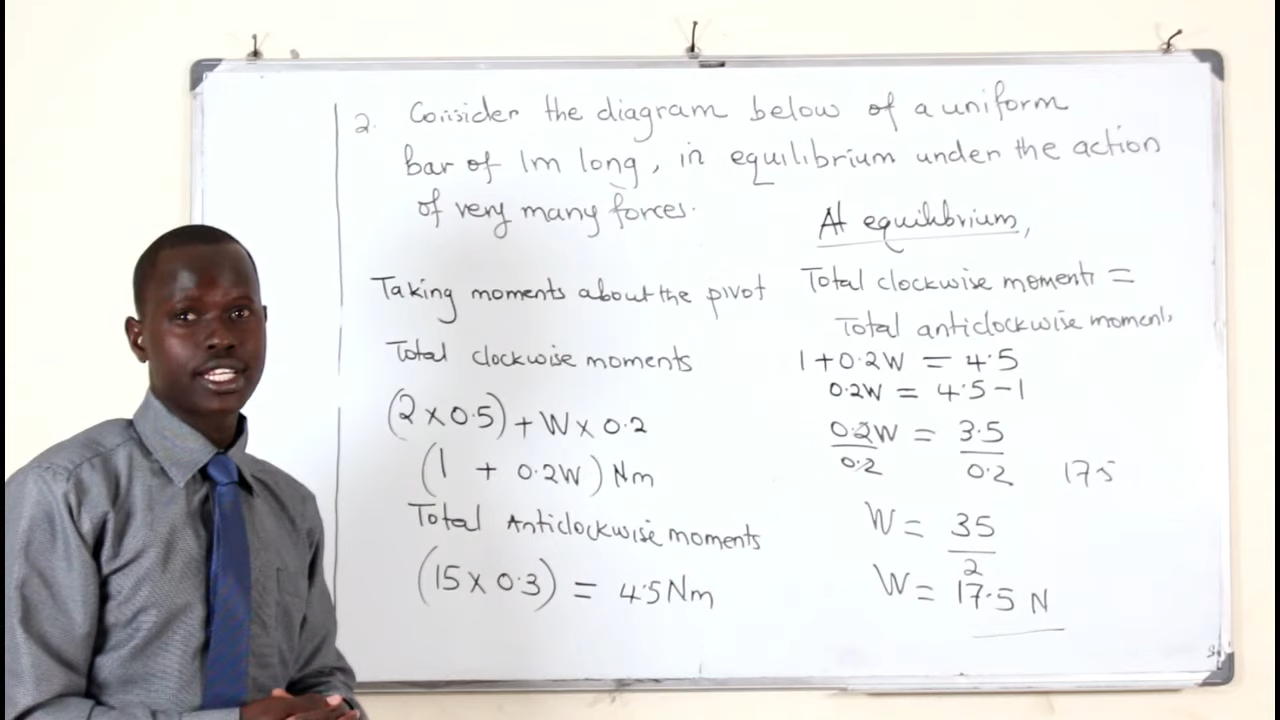 2. Consider the diagram below of a uniform
bar of 1m long, in equilibrium under the action
of very many forces.
Taking moments about the pivot
Total clockwise moments
(2 × 0.5) + W × 0.2
(1 + 0.2W) Nm
Total Anticlockwise moments
(15 × 0.3) = 4.5 Nm
At equilibrium,
Total clockwise moments =
Total anticlockwise moments
1 + 0.2W = 4.5
0.2W = 4.5 - 1
0.2W = 3.5
0.2 0.2
17.5
W = 35
2
W = 17.5 N